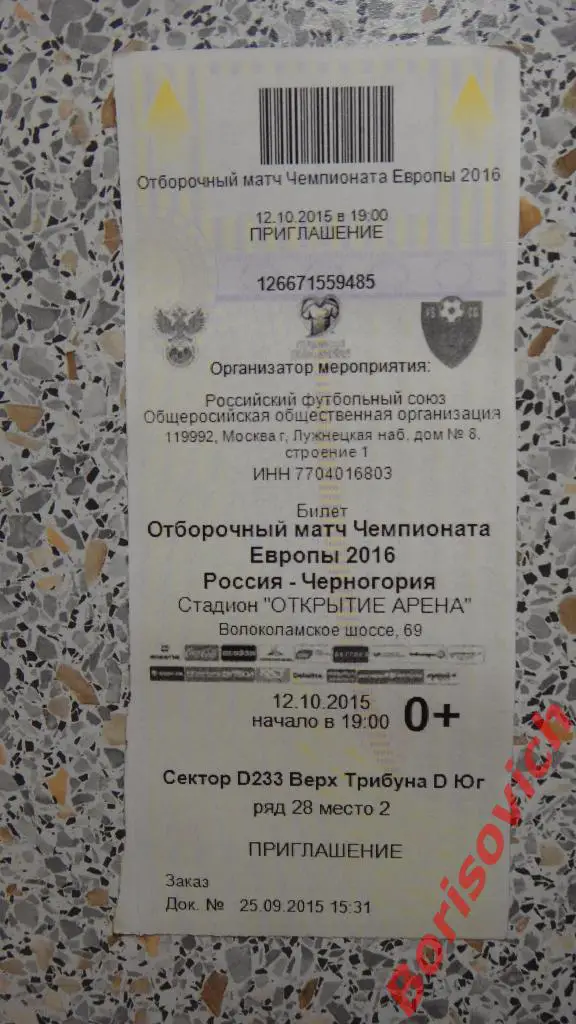 Отборочный матч Чемпионата Европы 2016
12.10.2015 в 19:00
ПРИГЛАШЕНИЕ
126671559485
Организатор мероприятия:
Российский футбольный союз
Общероссийская общественная организация
119992, Москва г, Лужнецкая наб. дом № 8,
строение 1
ИНН 7704016803
Билет
Отборочный матч Чемпионата
Европы 2016
Россия - Черногория
Стадион "ОТКРЫТИЕ АРЕНА"
Волоколамское шоссе, 69
12.10.2015
начало в 19:00 0+
Сектор D233 Верх Трибуна D Юг
ряд 28 место 2
ПРИГЛАШЕНИЕ
Заказ
Док. № 25.09.2015 15:31
Borisovich